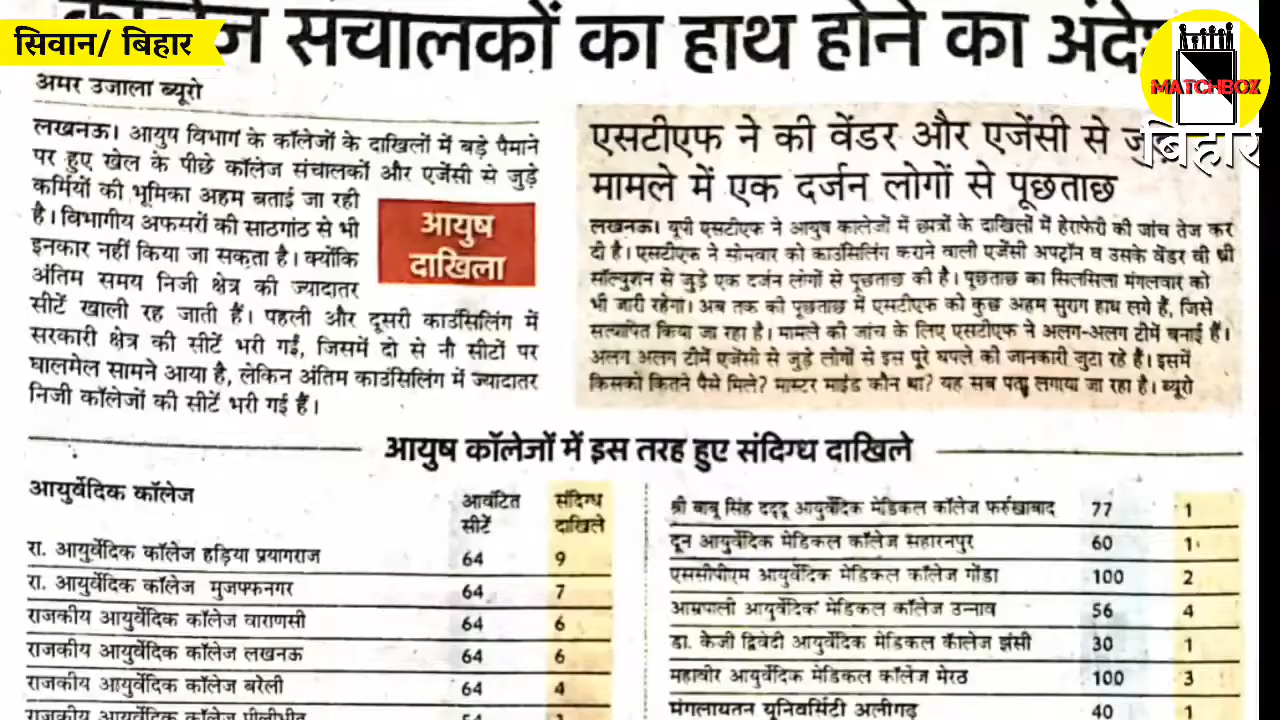 कॉलेज संचालकों का हाथ होने का
सिवान/ बिहार
MATCHBOX
बिहार
अमर उजाला ब्यूरो
लखनऊ। आयुष विभाग के कॉलेजों के दाखिलों में बड़े पैमाने
पर हुए खेल के पीछे कॉलेज संचालकों और एजेंसी से जुड़े
कर्मियों की भूमिका अहम बताई जा रही
है। विभागीय अफसरों की साठगांठ से भी
इनकार नहीं किया जा सकता है। क्योंकि
अंतिम समय निजी क्षेत्र की ज्यादातर
सीटें खाली रह जाती हैं। पहली और दूसरी काउंसिलिंग में
सरकारी क्षेत्र की सीटें भरी गईं, जिसमें दो से नौ सीटों पर
घालमेल सामने आया है, लेकिन अंतिम काउंसिलिंग में ज्यादातर
निजी कॉलेजों की सीटें भरी गई हैं।
आयुष
दाखिला
एसटीएफ ने की वेंडर और एजेंसी से
मामले में एक दर्जन लोगों से पूछताछ
लखनऊ। यूपी एसटीएफ ने आयुष कालेजों में छात्रों के दाखिलों में हेराफेरी की जांच तेज कर
दी है। एसटीएफ ने सोमवार को काउंसिलिंग कराने वाली एजेंसी अपट्रॉन व उसके वेंडर वी थ्री
सॉल्युशन से जुड़े एक दर्जन लोगों से पूछताछ की है। पूछताछ का सिलसिला मंगलवार को
भी जारी रहेगा। अब तक की पूछताछ में एसटीएफ को कुछ अहम सुराग हाथ लगे हैं, जिसे
सत्यापित किया जा रहा है। मामले की जांच के लिए एसटीएफ ने अलग-अलग टीमें बनाई हैं।
अलग अलग टीमें एजेंसी से जुड़े लोगों से इस पूरे घपले की जानकारी जुटा रहे हैं। इसमें
किसको कितने पैसे मिले? मास्टर माईंड कौन था? यह सब पता लगाया जा रहा है। ब्यूरो
आयुष कॉलेजों में इस तरह हुए संदिग्ध दाखिले
आयुर्वेदिक कॉलेज आवंटित सीटें संदिग्ध दाखिले
रा. आयुर्वेदिक कॉलेज हड़िया प्रयागराज 64 9
रा. आयुर्वेदिक कॉलेज मुजफ्फनगर 64 7
राजकीय आयुर्वेदिक कॉलेज वाराणसी 64 6
राजकीय आयुर्वेदिक कॉलेज लखनऊ 64 6
राजकीय आयुर्वेदिक कॉलेज बरेली 64 4
राजकीय आयुर्वेदिक कॉलेज पीलीभीत
श्री बाबू सिंह दद्दू आयुर्वेदिक मेडिकल कॉलेज फर्रुखाबाद 77 1
दून आयुर्वेदिक मेडिकल कॉलेज सहारनपुर 60 1
एससीपीएम आयुर्वेदिक मेडिकल कॉलेज गोंडा 100 2
आम्रपाली आयुर्वेदिक मेडिकल कॉलेज उन्नाव 56 4
डा. केजी द्विवेदी आयुर्वेदिक मेडिकल कॅालेज झंसी 30 1
महावीर आयुर्वेदिक मेडिकल कॉलेज मेरठ 100 3
मंगलायतन यूनिवर्सिटी अलीगढ़ 40 1